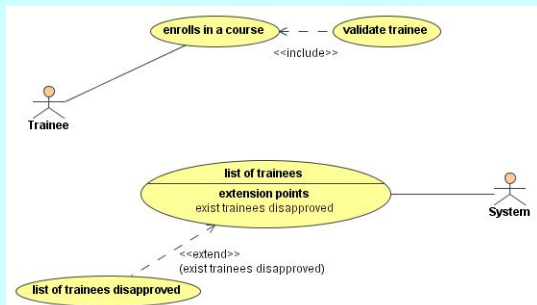 enrolls in a course
validate trainee
<<include>>
Trainee
list of trainees
extension points
exist trainees disapproved
System
<<extend>>
(exist trainees disapproved)
list of trainees disapproved